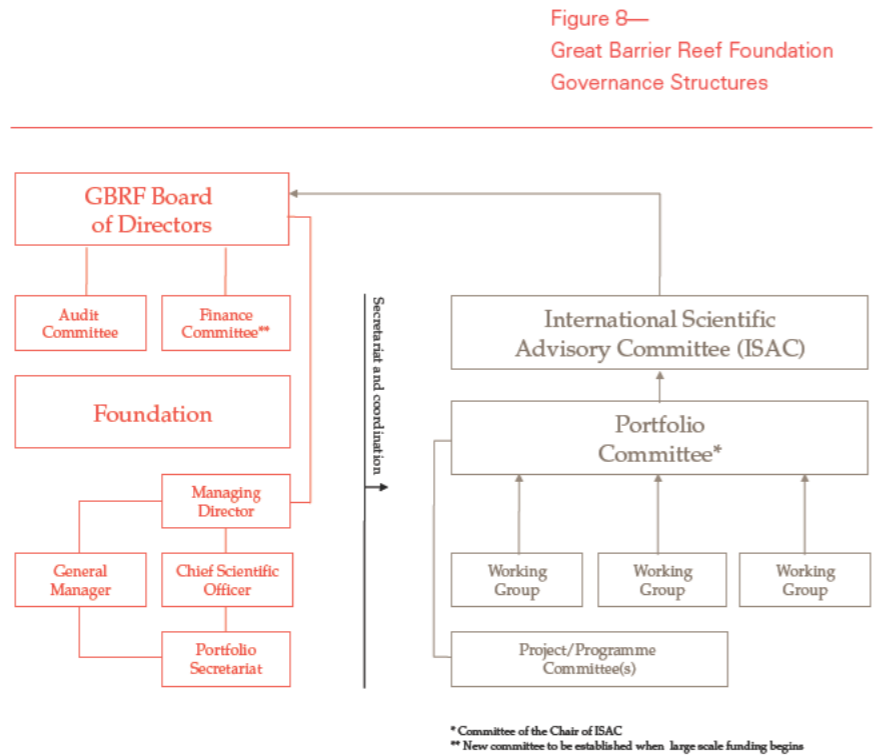 Figure 8—
Great Barrier Reef Foundation
Governance Structures
GBRF Board
of Directors
Audit
Committee
Finance
Committee**
Foundation
Managing
Director
General
Manager
Chief Scientific
Officer
Portfolio
Secretariat
Secretariat and coordination
International Scientific
Advisory Committee (ISAC)
Portfolio
Committee*
Working
Group
Working
Group
Working
Group
Project/Programme
Committee(s)
* Committee of the Chair of ISAC
** New committee to be established when large scale funding begins